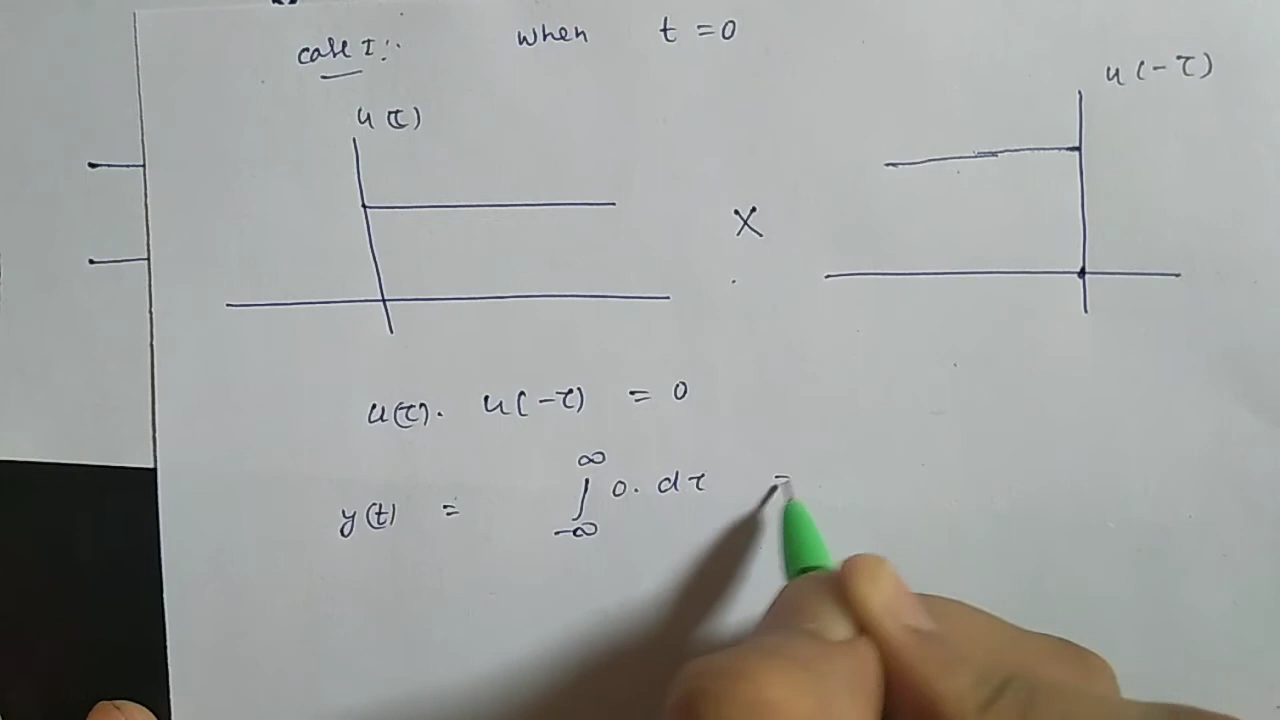 case I:. when t = 0
u(τ) u(-τ)
X
u(τ). u(-τ) = 0
y(t) = ∫_{-∞}^{∞} 0. dτ =